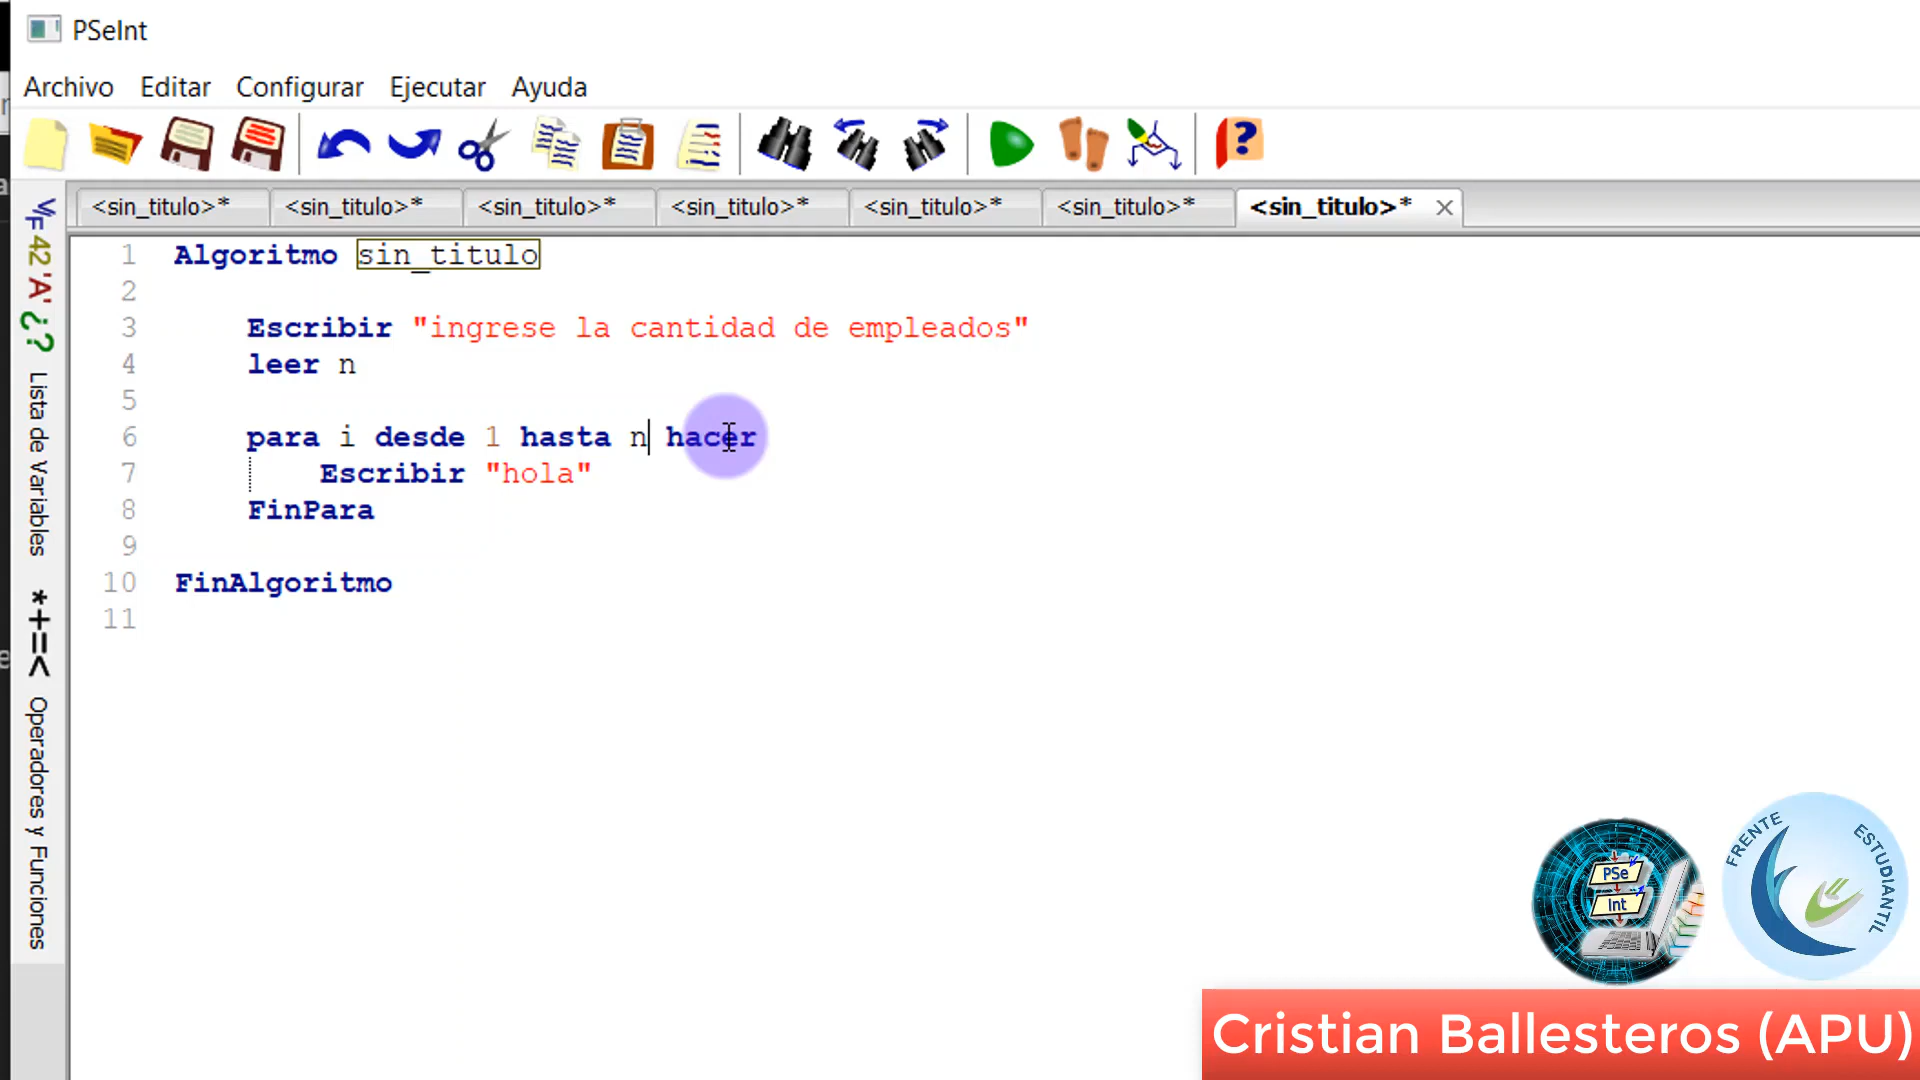 PSeInt
Archivo Editar Configurar Ejecutar Ayuda
<sin_titulo>* <sin_titulo>* <sin_titulo>* <sin_titulo>* <sin_titulo>* <sin_titulo>* <sin_titulo>*
1 Algoritmo sin_titulo
2
3 Escribir "ingrese la cantidad de empleados"
4 leer n
5
6 para i desde 1 hasta n hacer
7 Escribir "hola"
8 FinPara
9
10 FinAlgoritmo
11
VF 42 'A' ¿? Lista de Variables
*+=< Operadores y Funciones
PSe
Int
FRENTE ESTUDIANTIL
Cristian Ballesteros (APU)